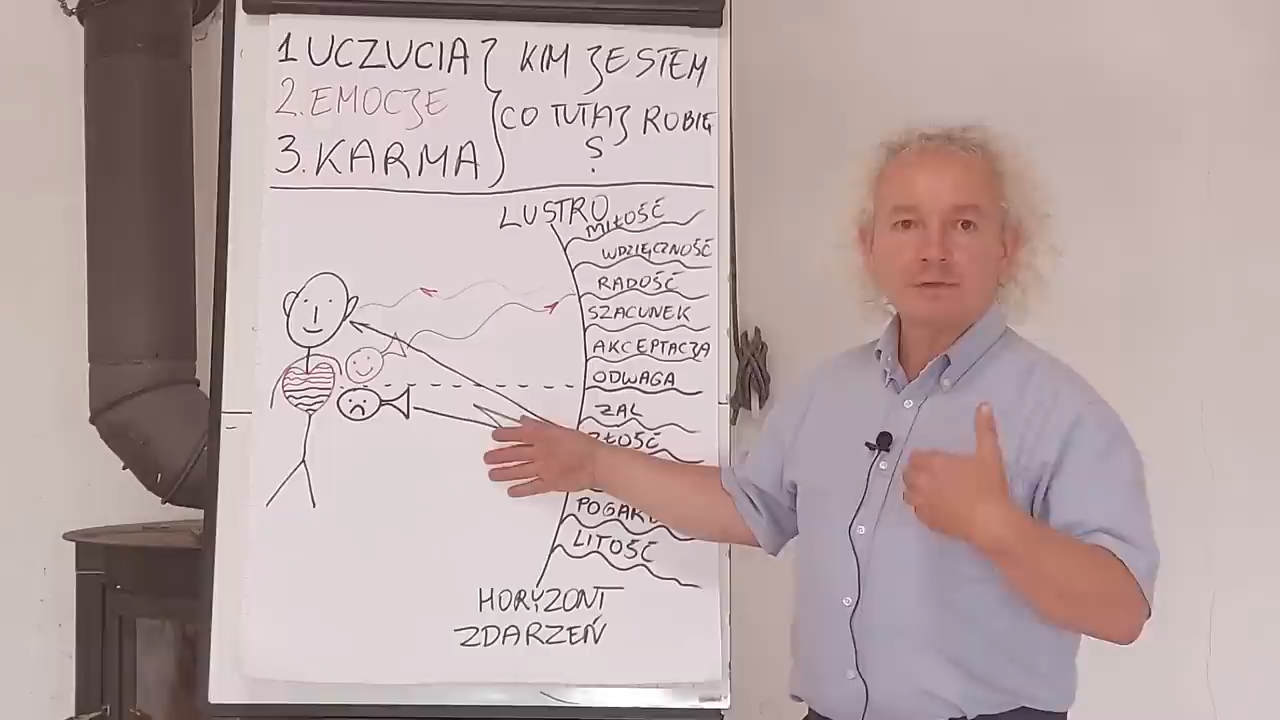 1 UCZUCIA KIM JESTEM
2. EMOCJE CO TUTAJ ROBIĘ
3. KARMA ?
LUSTRO
MIŁOŚĆ
WDZIĘCZNOŚĆ
RADOŚĆ
SZACUNEK
AKCEPTACJA
ODWAGA
ŻAL
ZŁOŚĆ
LITOŚĆ
HORYZONT
ZDARZEŃ